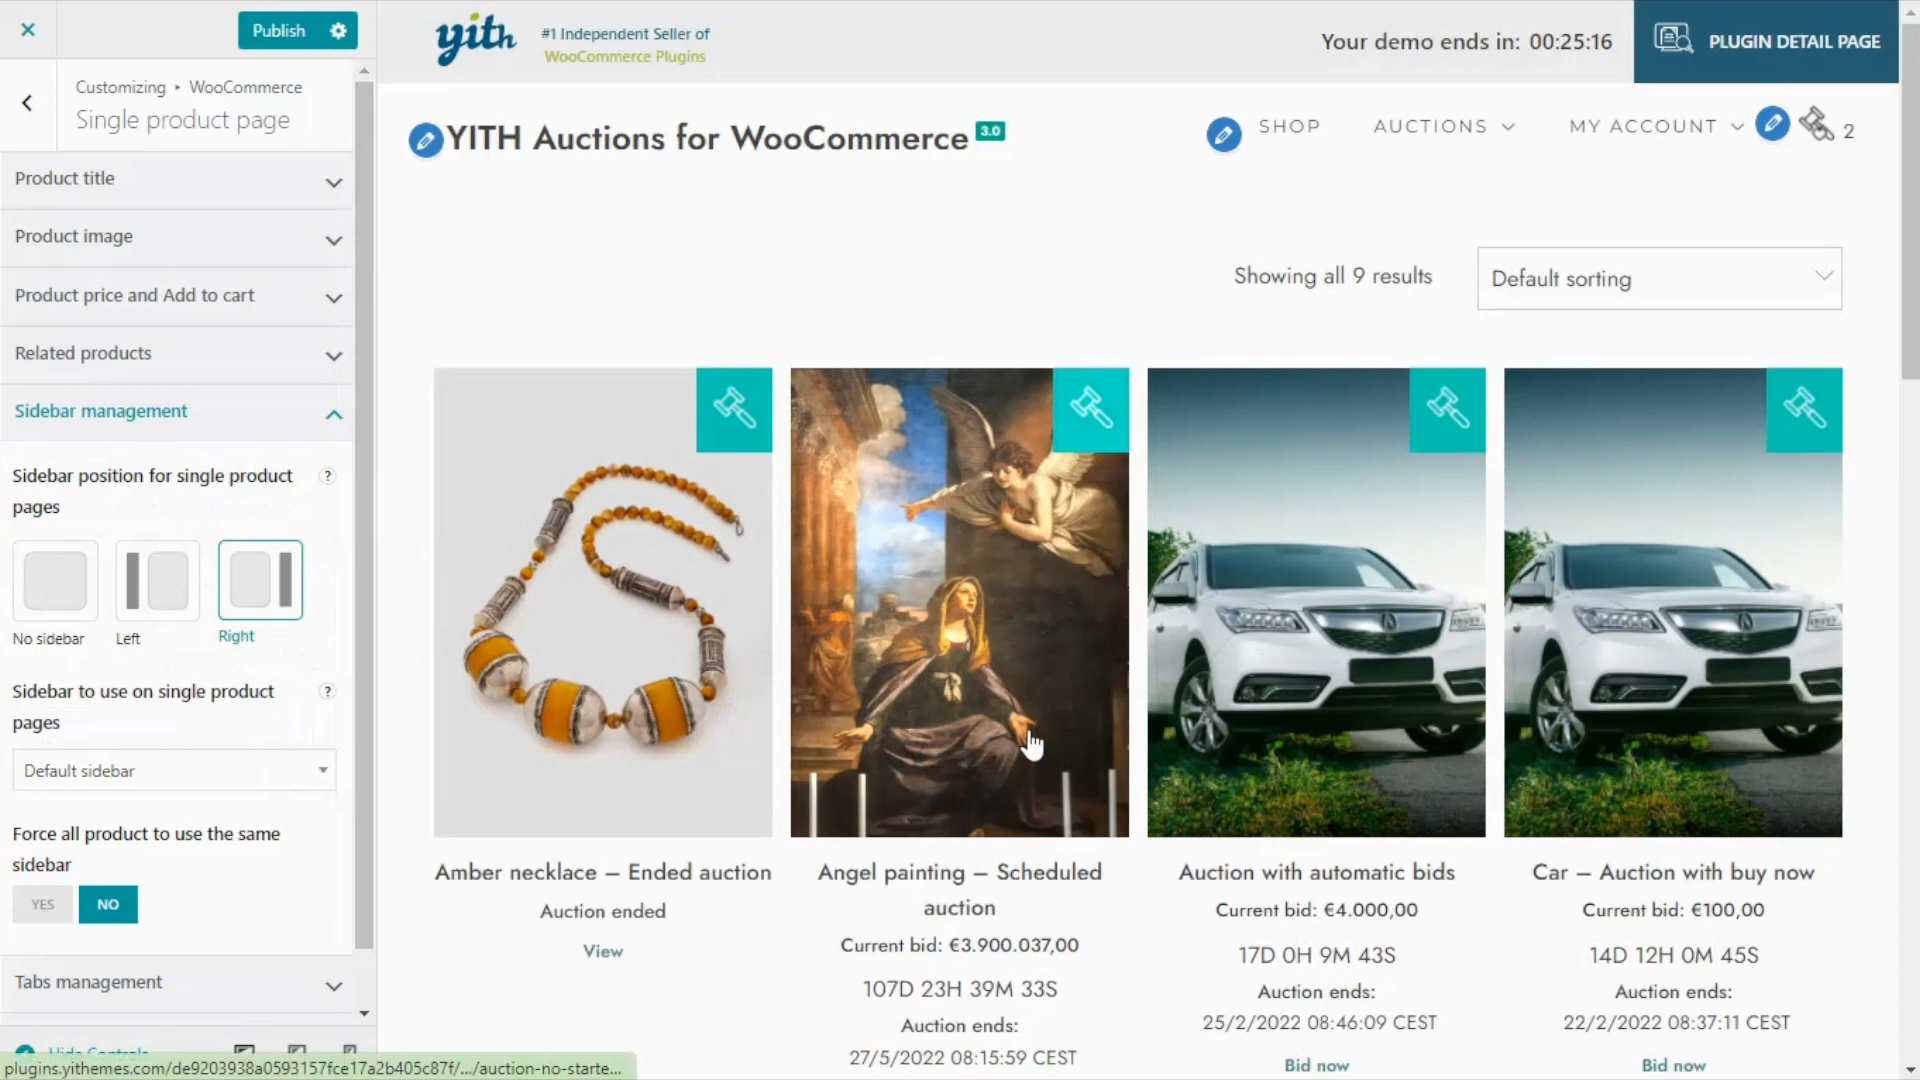 Publish
Customizing ▸ WooCommerce
Single product page
Product title
Product image
Product price and Add to cart
Related products
Sidebar management
Sidebar position for single product
pages
?
No sidebar
Left
Right
Sidebar to use on single product
pages
?
Default sidebar
Force all product to use the same
sidebar
YES
NO
Tabs management
Hide Controls
plugins.yithemes.com/de9203938a0593157fce17a2b405c87f/.../auction-no-starte...
yith
#1 Independent Seller of
WooCommerce Plugins
Your demo ends in: 00:25:16
PLUGIN DETAIL PAGE
YITH Auctions for WooCommerce 3.0
SHOP
AUCTIONS
MY ACCOUNT
2
Showing all 9 results
Default sorting
Amber necklace – Ended auction
Auction ended
View
Angel painting – Scheduled
auction
Current bid: €3.900.037,00
107D 23H 39M 33S
Auction ends:
27/5/2022 08:15:59 CEST
Auction with automatic bids
Current bid: €4.000,00
17D 0H 9M 43S
Auction ends:
25/2/2022 08:46:09 CEST
Bid now
Car – Auction with buy now
Current bid: €100,00
14D 12H 0M 45S
Auction ends:
22/2/2022 08:37:11 CEST
Bid now